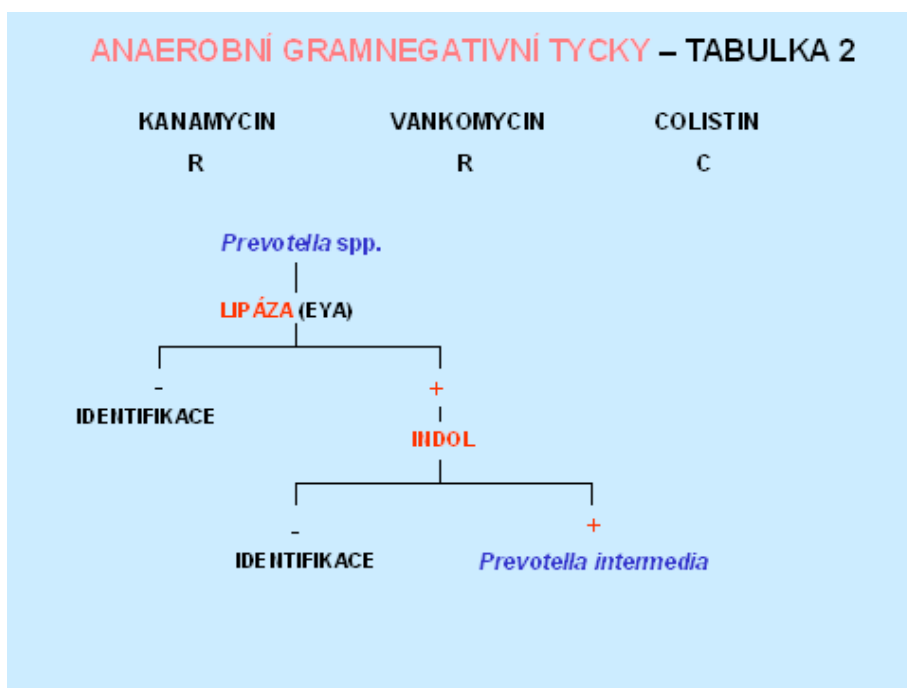 ANAEROBNÍ GRAMNEGATIVNÍ TYCKY – TABULKA 2
KANAMYCIN VANKOMYCIN COLISTIN
R R C
Prevotella spp.
LIPÁZA (EYA)
- +
IDENTIFIKACE
INDOL
- +
IDENTIFIKACE Prevotella intermedia